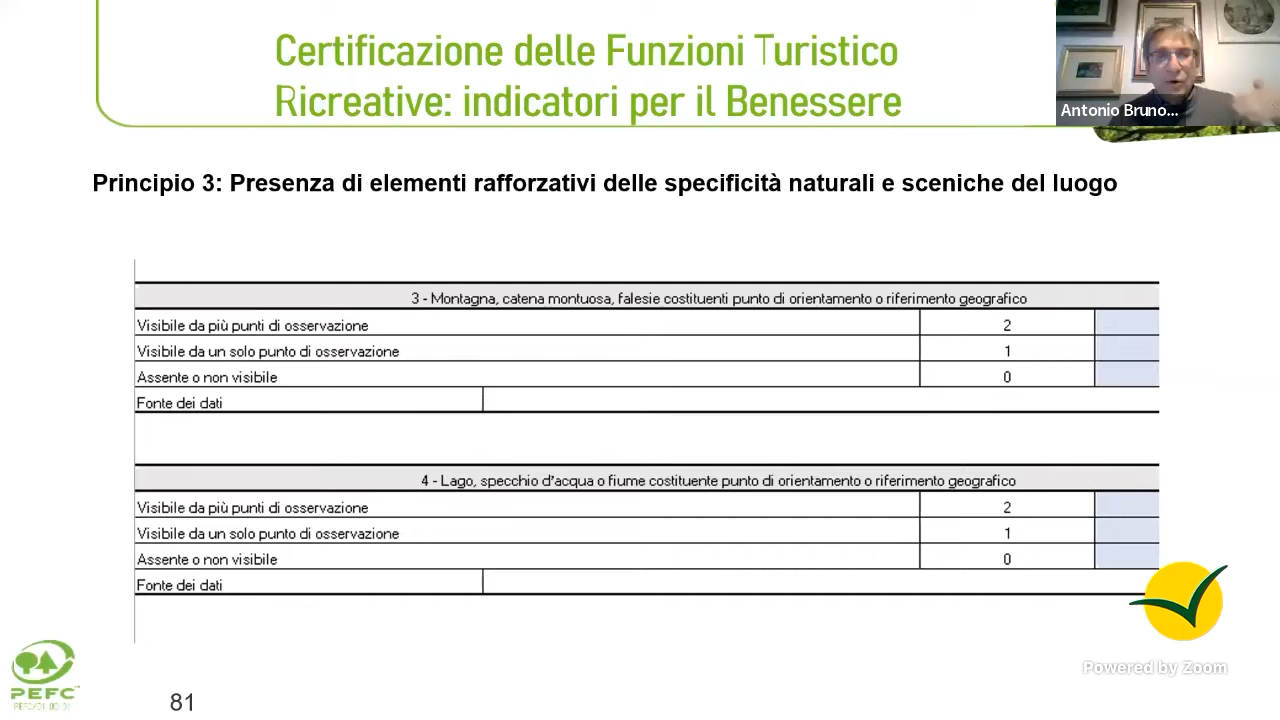 Certificazione delle Funzioni Turistico
Ricreative: indicatori per il Benessere
Antonio Bruno...
Principio 3: Presenza di elementi rafforzativi delle specificità naturali e sceniche del luogo
3 - Montagna, catena montuosa, falesie costituenti punto di orientamento o riferimento geografico
Visibile da più punti di osservazione 2
Visibile da un solo punto di osservazione 1
Assente o non visibile 0
Fonte dei dati
4 - Lago, specchio d'acqua o fiume costituente punto di orientamento o riferimento geografico
Visibile da più punti di osservazione 2
Visibile da un solo punto di osservazione 1
Assente o non visibile 0
Fonte dei dati
Powered by Zoom
PEFC
81